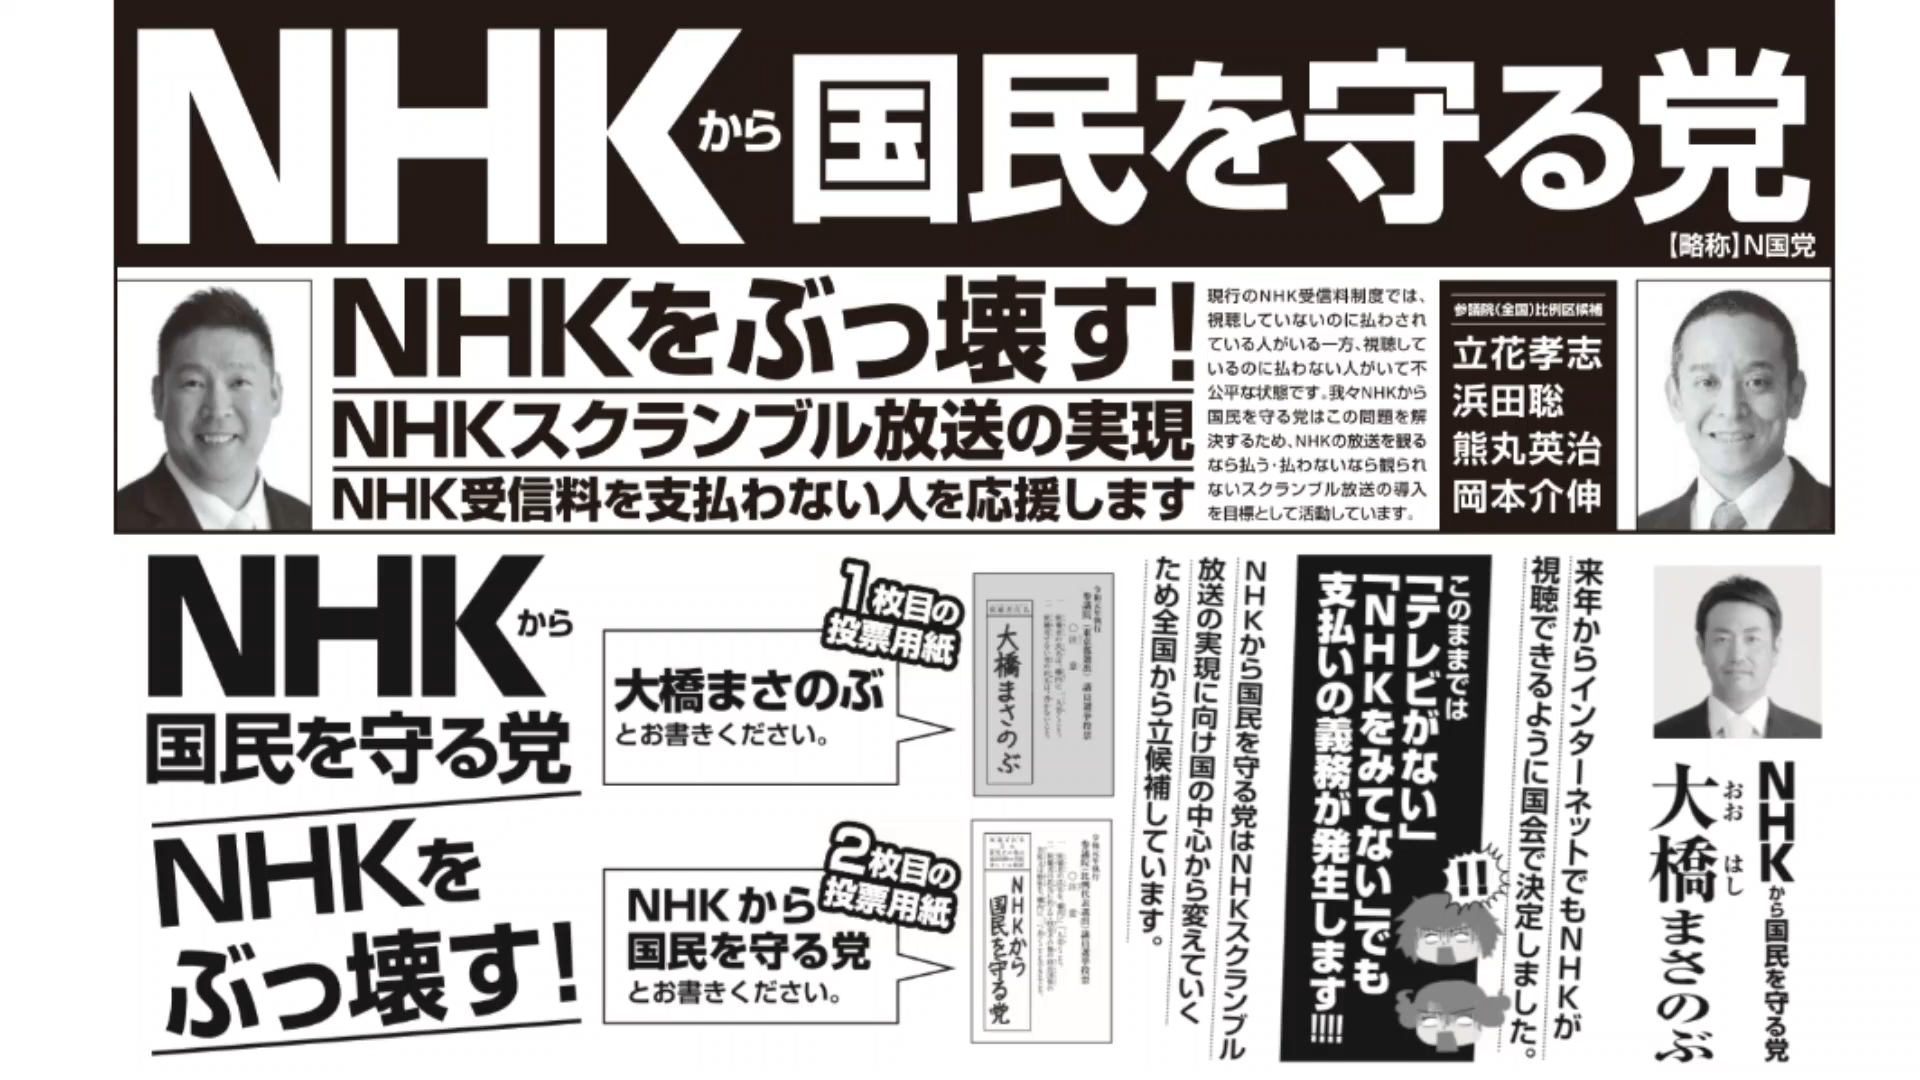 NHKから国民を守る党
【略称】N国党
NHKをぶっ壊す!
NHKスクランブル放送の実現
NHK受信料を支払わない人を応援します
現行のNHK受信料制度では、
視聴していないのに払わされ
ている人がいる一方、視聴して
いるのに払わない人がいて不
公平な状態です。我々NHKから
国民を守る党はこの問題を解
決するため、NHKの放送を観る
なら払う・払わないなら観られ
ないスクランブル放送の導入
を目標として活動しています。
参議院(全国)比例区候補
立花孝志
浜田聡
熊丸英治
岡本介伸
NHKから
国民を守る党
NHKを
ぶっ壊す!
1枚目の
投票用紙
大橋まさのぶ
とお書きください。
大橋まさのぶ
2枚目の
投票用紙
NHKから
国民を守る党
とお書きください。
NHKから
国民を守る党
NHKから国民を守る党
おお はし
大橋まさのぶ
来年からインターネットでもNHKが
視聴できるように国会で決定しました。
このままでは
「テレビがない」
「NHKをみてない」でも
支払いの義務が発生します!!!!
!!!
NHKから国民を守る党はNHKスクランブル
放送の実現に向け国の中心から変えていく
ため全国から立候補しています。